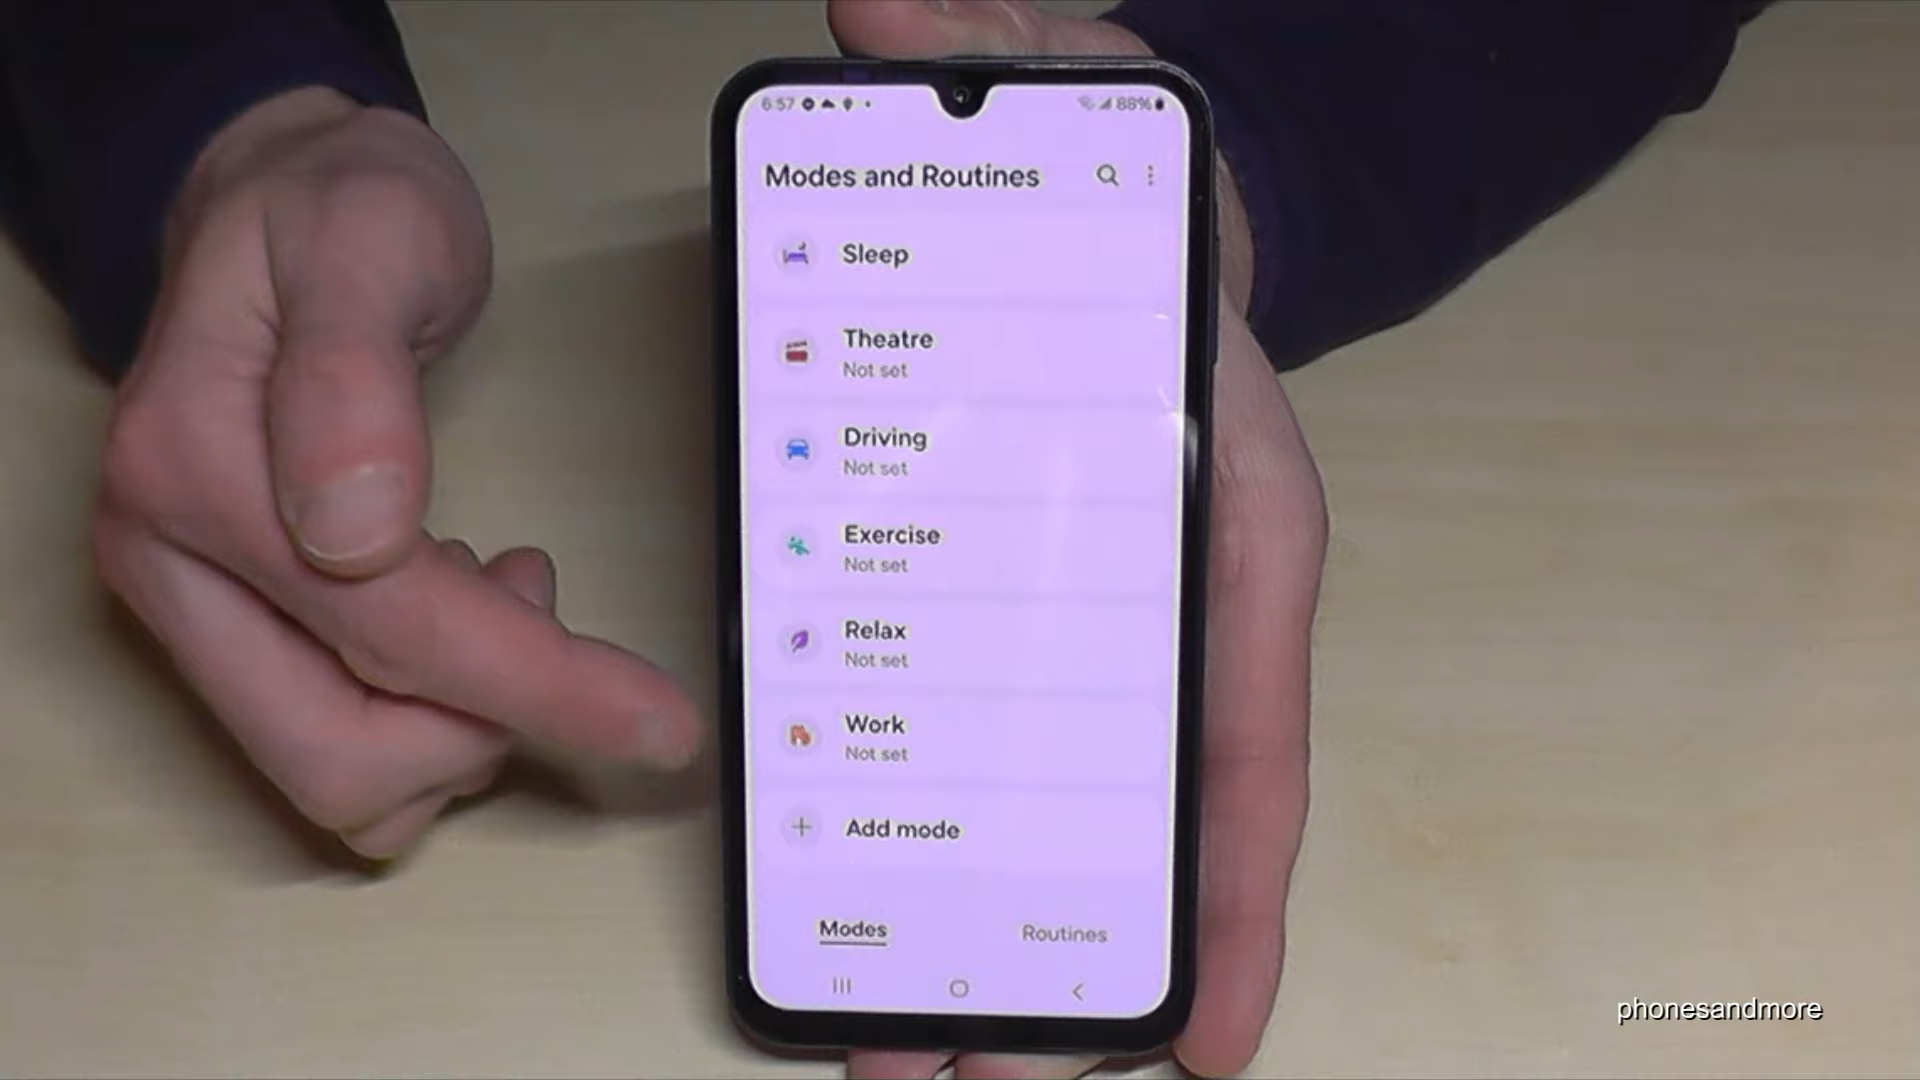 6:57
88%
Modes and Routines
Sleep
Theatre
Not set
Driving
Not set
Exercise
Not set
Relax
Not set
Work
Not set
Add mode
Modes
Routines
phonesandmore